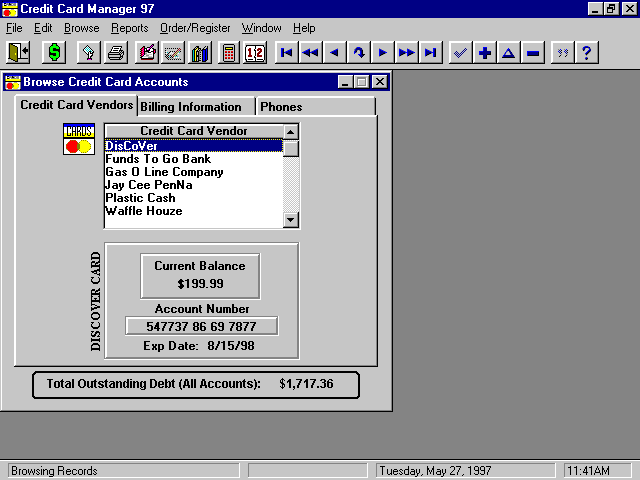 Credit Card Manager 97
File Edit Browse Reports Order/Register Window Help
$ 12 ?
Browse Credit Card Accounts
Credit Card Vendors Billing Information Phones
CARDS
Credit Card Vendor
DisCoVer
Funds To Go Bank
Gas O Line Company
Jay Cee PenNa
Plastic Cash
Waffle Houze
DISCOVER CARD
Current Balance
$199.99
Account Number
547737 86 69 7877
Exp Date: 8/15/98
Total Outstanding Debt (All Accounts): $1,717.36
Browsing Records Tuesday, May 27, 1997 11:41AM